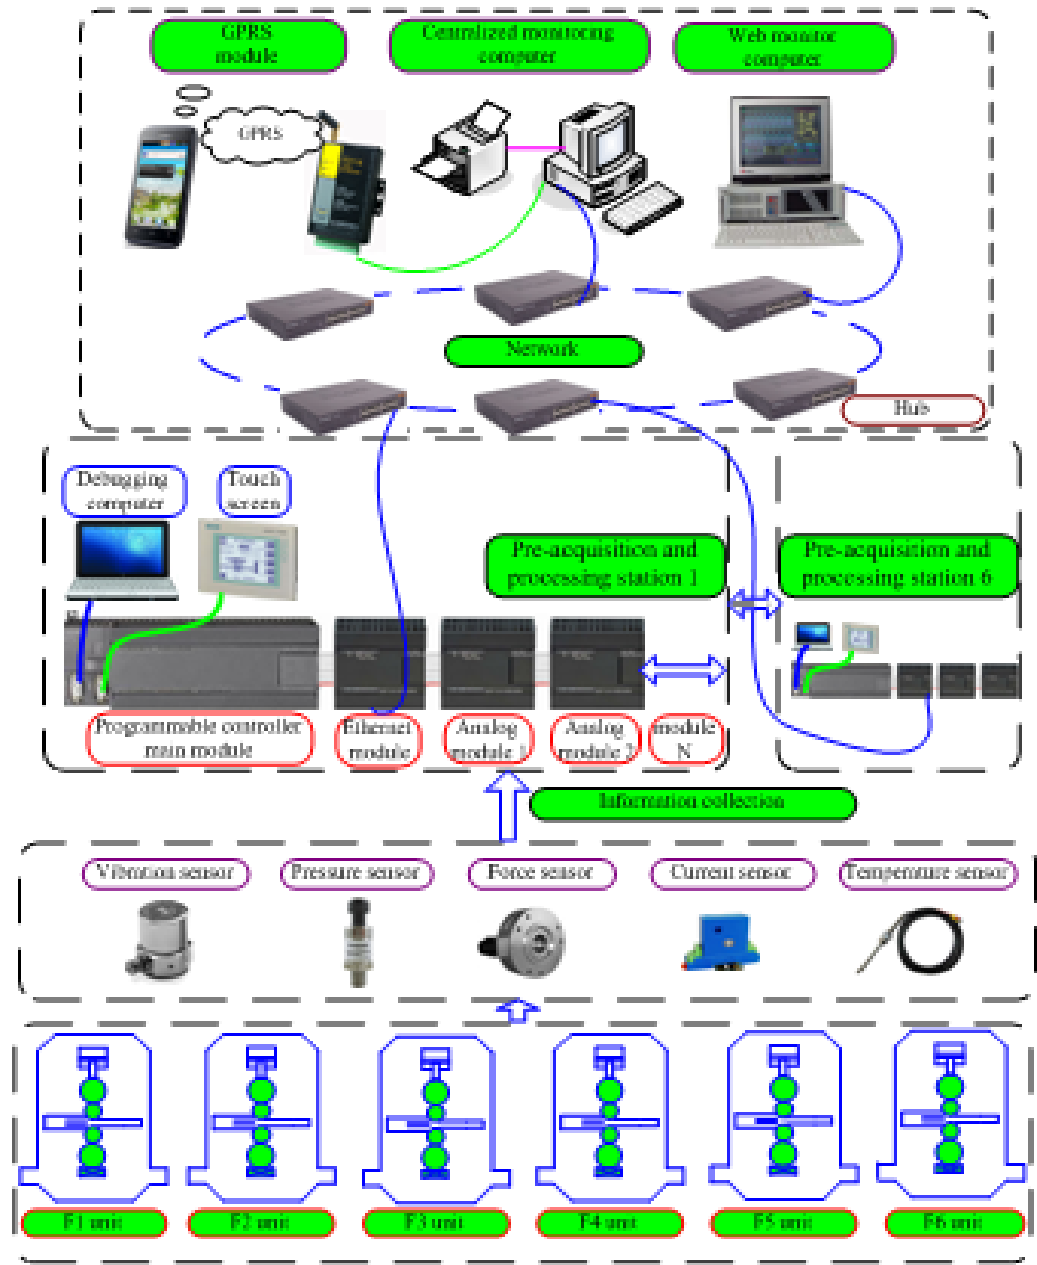 GPRS
module
Centralized monitoring
computer
Web monitor
computer
GPRS
Network
Hub
Debugging
computer
Touch
screen
Pre-acquisition and
processing station 1
Pre-acquisition and
processing station 6
Programmable controller
main module
Ethernet
module
Analog
module 1
Analog
module 2
module
N
Information collection
Vibration sensor
Pressure sensor
Force sensor
Current sensor
Temperature sensor
F1 unit
F2 unit
F3 unit
F4 unit
F5 unit
F6 unit